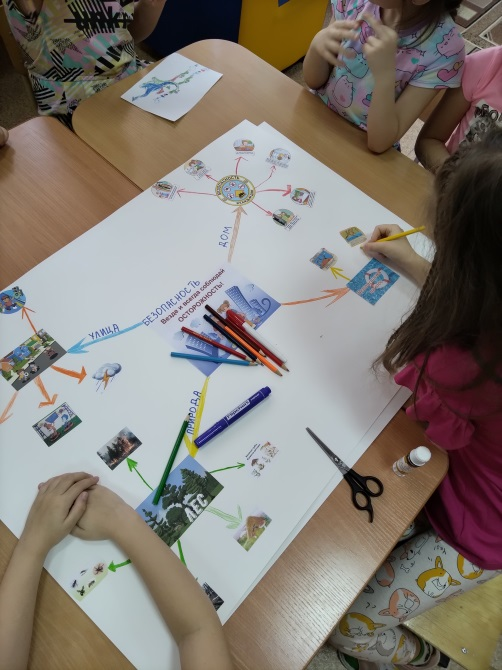 ДОМ
БЕЗОПАСНОСТЬ
Везде и всегда соблюдай
ОСТОРОЖНОСТЬ!
УЛИЦА
ПРИРОДА
ЛЕС